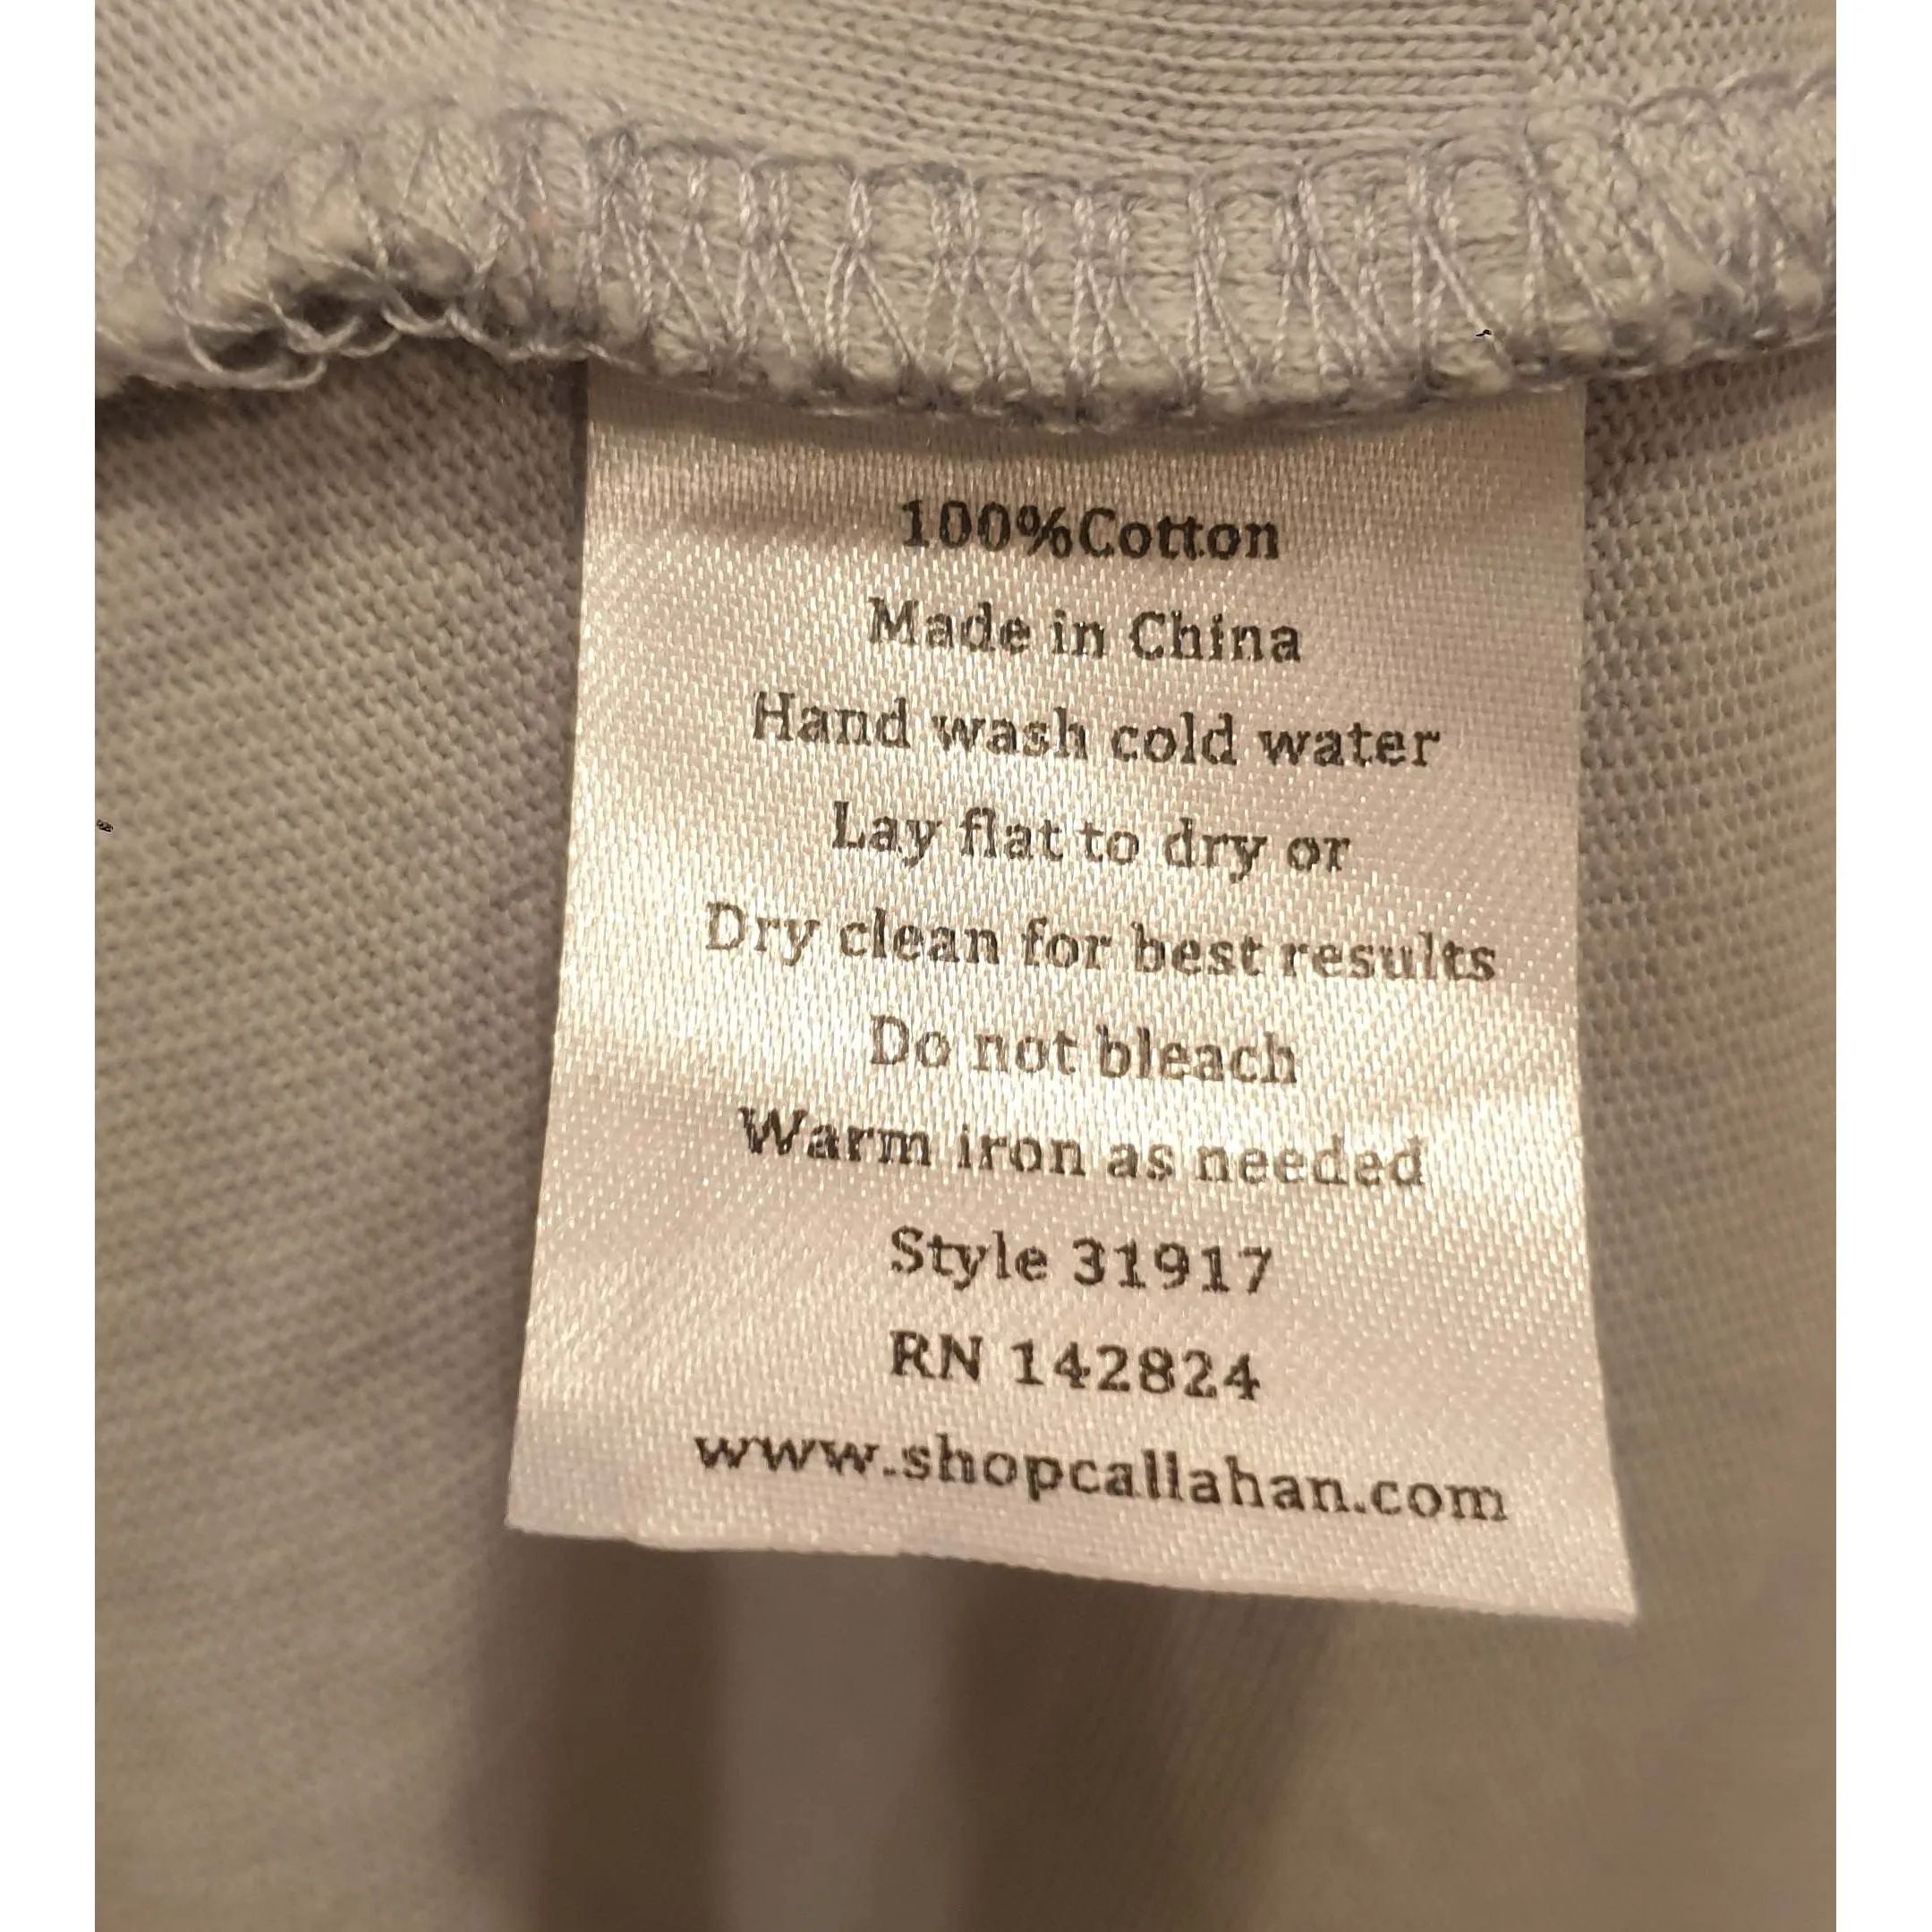 100%Cotton
Made in China
Hand wash cold water
Lay flat to dry or
Dry clean for best results
Do not bleach
Warm iron as needed
Style 31917
RN 142824
www.shopcallahan.com